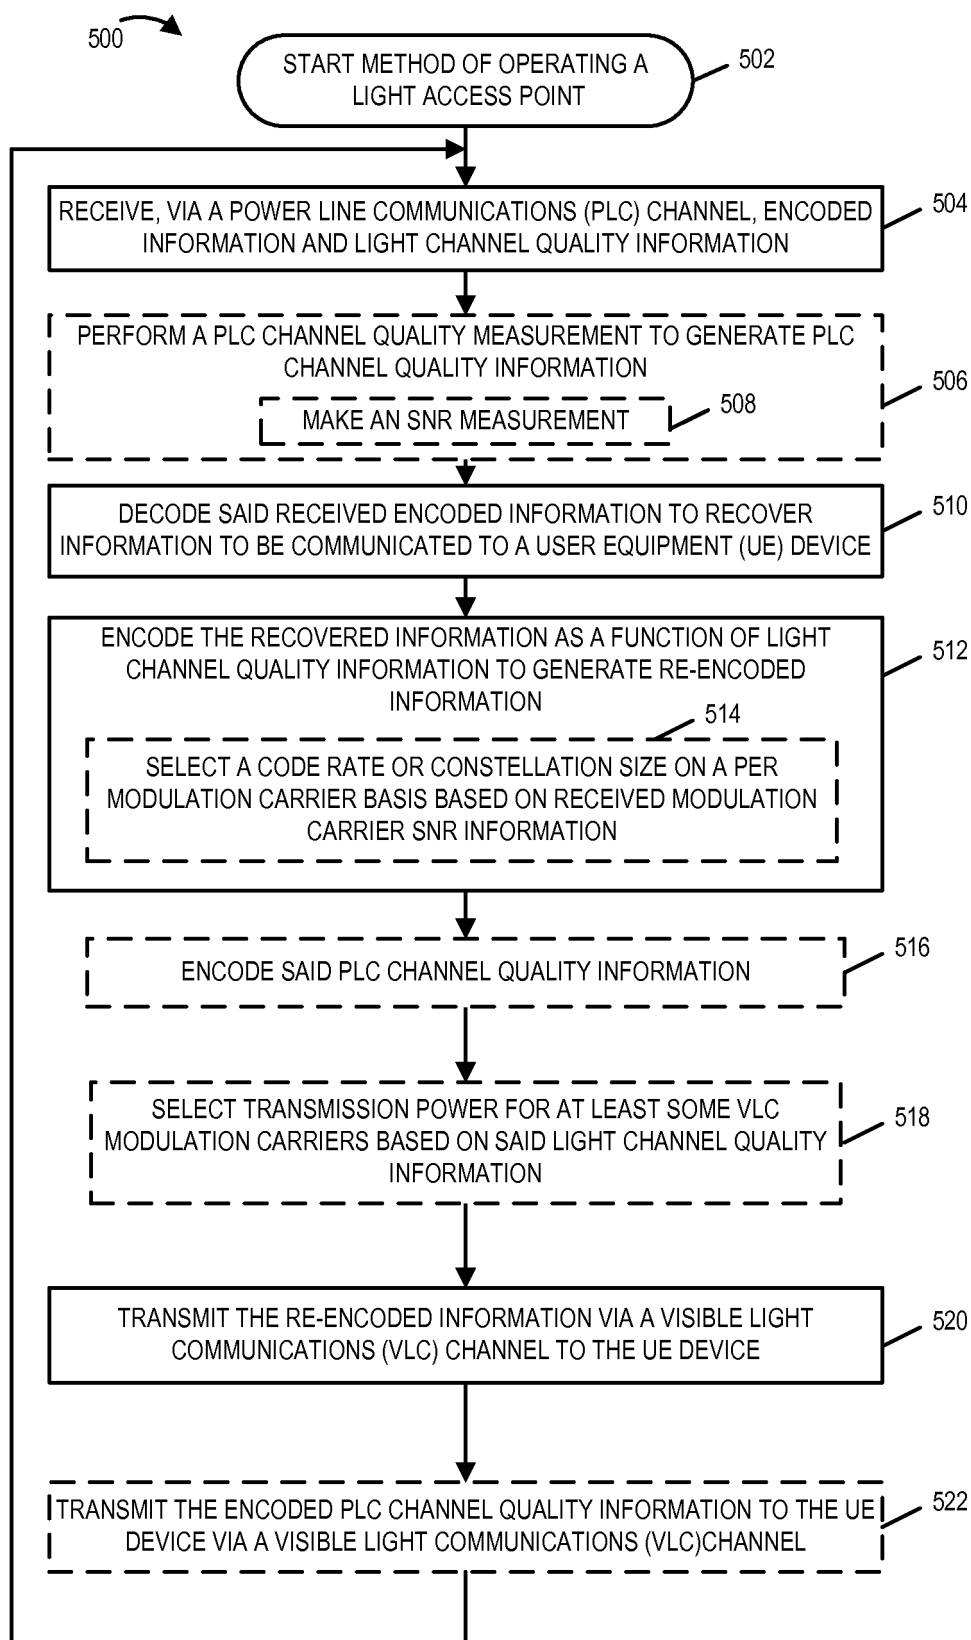 500
START METHOD OF OPERATING A
LIGHT ACCESS POINT
502
RECEIVE, VIA A POWER LINE COMMUNICATIONS (PLC) CHANNEL, ENCODED
INFORMATION AND LIGHT CHANNEL QUALITY INFORMATION
504
PERFORM A PLC CHANNEL QUALITY MEASUREMENT TO GENERATE PLC
CHANNEL QUALITY INFORMATION
506
MAKE AN SNR MEASUREMENT
508
DECODE SAID RECEIVED ENCODED INFORMATION TO RECOVER
INFORMATION TO BE COMMUNICATED TO A USER EQUIPMENT (UE) DEVICE
510
ENCODE THE RECOVERED INFORMATION AS A FUNCTION OF LIGHT
CHANNEL QUALITY INFORMATION TO GENERATE RE-ENCODED
INFORMATION
512
514
SELECT A CODE RATE OR CONSTELLATION SIZE ON A PER
MODULATION CARRIER BASIS BASED ON RECEIVED MODULATION
CARRIER SNR INFORMATION
ENCODE SAID PLC CHANNEL QUALITY INFORMATION
516
SELECT TRANSMISSION POWER FOR AT LEAST SOME VLC
MODULATION CARRIERS BASED ON SAID LIGHT CHANNEL QUALITY
INFORMATION
518
TRANSMIT THE RE-ENCODED INFORMATION VIA A VISIBLE LIGHT
COMMUNICATIONS (VLC) CHANNEL TO THE UE DEVICE
520
TRANSMIT THE ENCODED PLC CHANNEL QUALITY INFORMATION TO THE UE
DEVICE VIA A VISIBLE LIGHT COMMUNICATIONS (VLC)CHANNEL
522